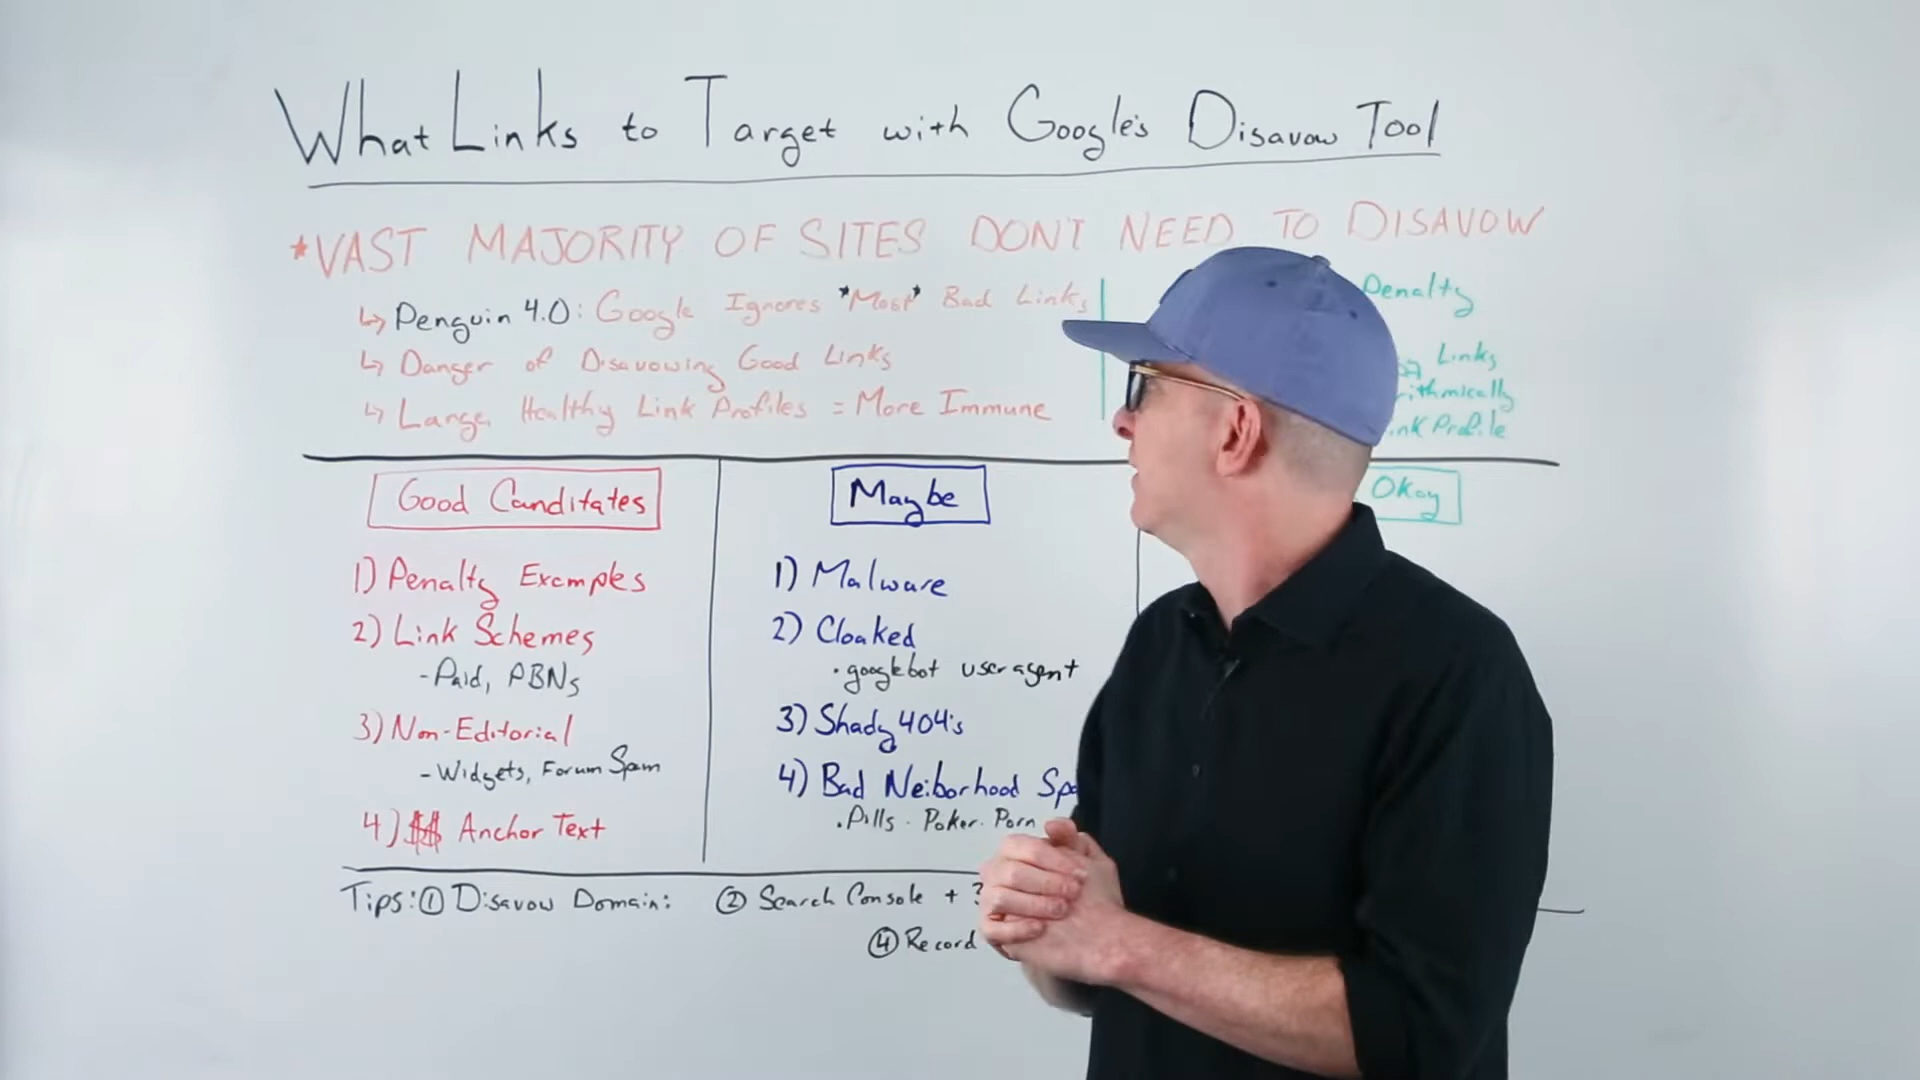 What Links to Target with Google's Disavow Tool
*VAST MAJORITY OF SITES DON'T NEED TO DISAVOW
↳ Penguin 4.0: Google Ignores *Most* Bad Links
↳ Danger of Disavowing Good Links
↳ Large, Healthy Link Profiles = More Immune
Penalty
Links
ithmically
ink Profile
Good Canditates
1) Penalty Examples
2) Link Schemes
- Paid, PBNs
3) Non-Editorial
- Widgets, Forum Spam
4) $$ Anchor Text
Maybe
1) Malware
2) Cloaked
• googlebot user agent
3) Shady 404's
4) Bad Neiborhood Spa
• Pills • Poker • Porn
Okay
Tips: ① Disavow Domain: ② Search Console + 3
④ Record